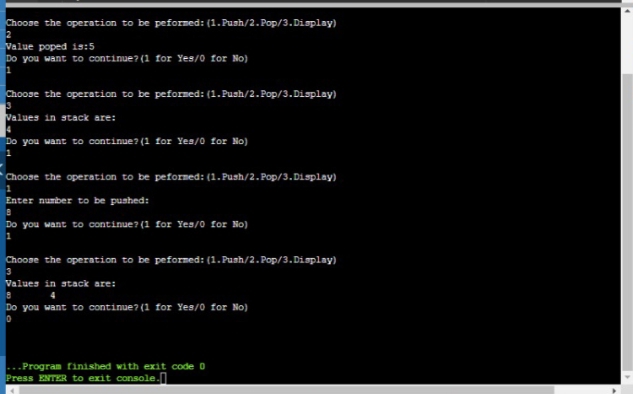 Choose the operation to be peformed:(1.Push/2.Pop/3.Display)
2
Value poped is:5
Do you want to continue?(1 for Yes/0 for No)
1
Choose the operation to be peformed:(1.Push/2.Pop/3.Display)
3
Values in stack are:
4
Do you want to continue?(1 for Yes/0 for No)
1
Choose the operation to be peformed:(1.Push/2.Pop/3.Display)
1
Enter number to be pushed:
8
Do you want to continue?(1 for Yes/0 for No)
1
Choose the operation to be peformed:(1.Push/2.Pop/3.Display)
3
Values in stack are:
8 4
Do you want to continue?(1 for Yes/0 for No)
0
...Program finished with exit code 0
Press ENTER to exit console.